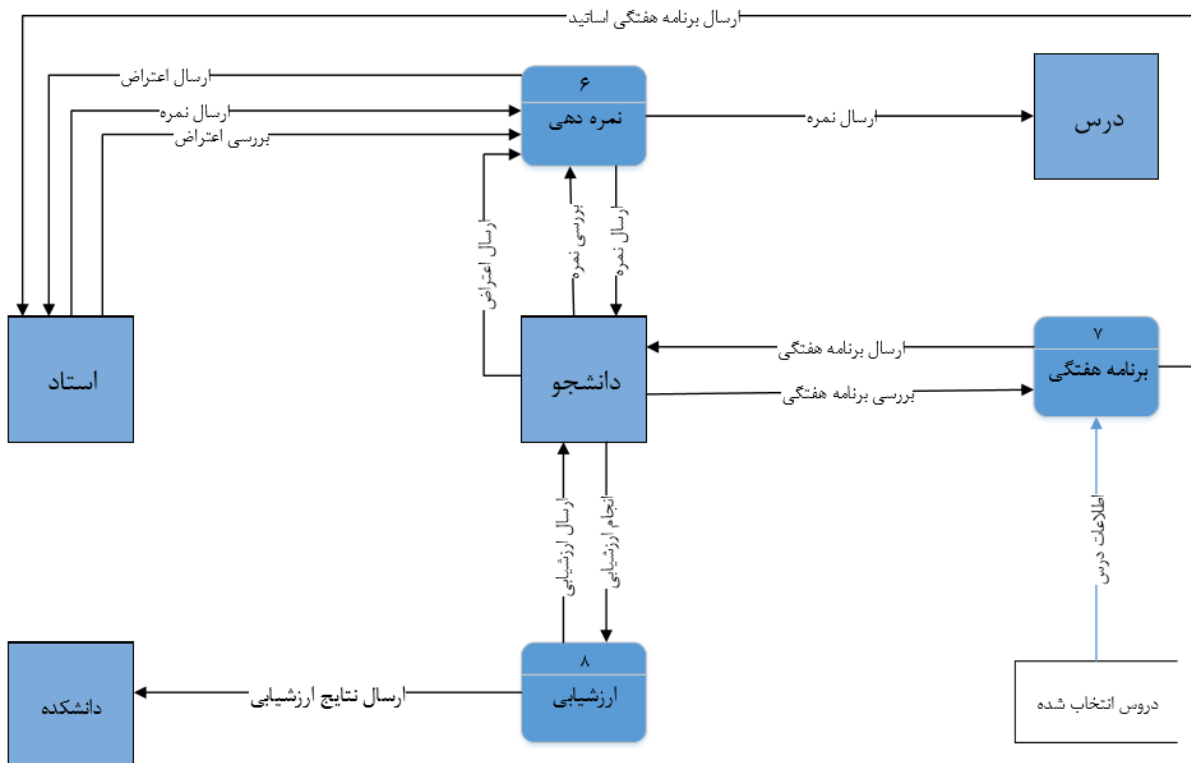 ارسال برنامه هفتگی اساتید
۶
نمره دهی
درس
ارسال اعتراض
ارسال نمره
بررسی اعتراض
ارسال نمره
ارسال نمره
بررسی نمره
ارسال اعتراض
۷
برنامه هفتگی
ارسال برنامه هفتگی
بررسی برنامه هفتگی
دانشجو
استاد
اطلاعات درس
انجام ارزشیابی
ارسال ارزشیابی
دروس انتخاب شده
۸
ارزشیابی
ارسال نتایج ارزشیابی
دانشکده